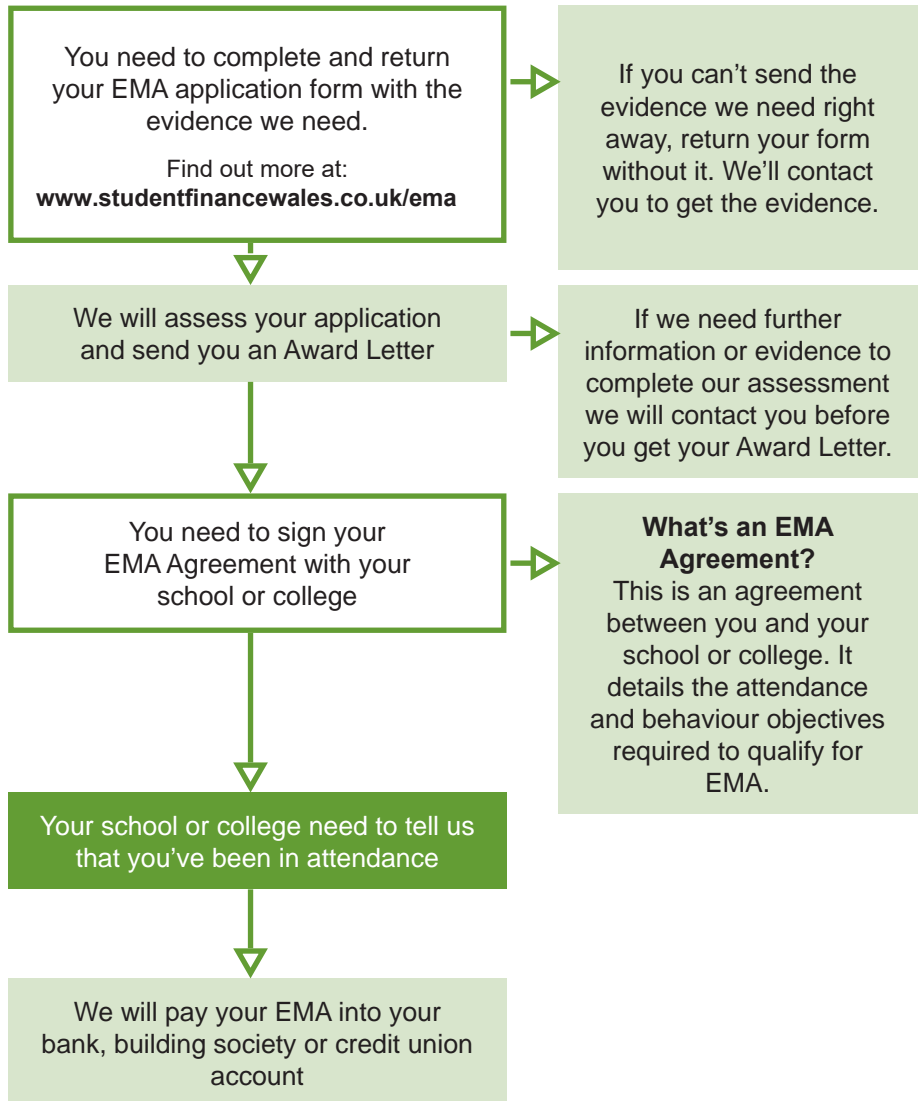 You need to complete and return
your EMA application form with the
evidence we need.
Find out more at:
www.studentfinancewales.co.uk/ema
If you can't send the
evidence we need right
away, return your form
without it. We'll contact
you to get the evidence.
We will assess your application
and send you an Award Letter
If we need further
information or evidence to
complete our assessment
we will contact you before
you get your Award Letter.
You need to sign your
EMA Agreement with your
school or college
What's an EMA
Agreement?
This is an agreement
between you and your
school or college. It
details the attendance
and behaviour objectives
required to qualify for
EMA.
Your school or college need to tell us
that you've been in attendance
We will pay your EMA into your
bank, building society or credit union
account